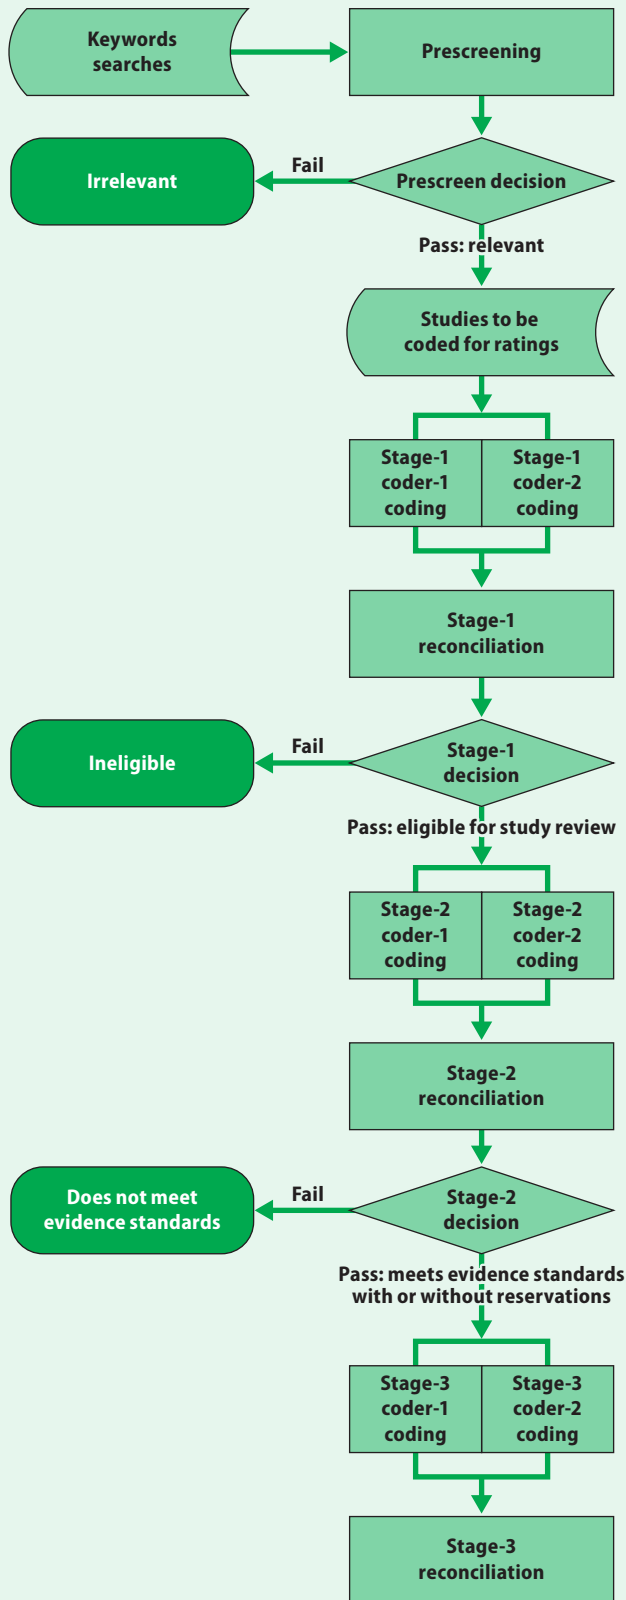 Keywords
searches
Prescreening
Fail
Irrelevant
Prescreen decision
Pass: relevant
Studies to be
coded for ratings
Stage-1
coder-1
coding
Stage-1
coder-2
coding
Stage-1
reconciliation
Fail
Ineligible
Stage-1
decision
Pass: eligible for study review
Stage-2
coder-1
coding
Stage-2
coder-2
coding
Stage-2
reconciliation
Does not meet
evidence standards
Fail
Stage-2
decision
Pass: meets evidence standards
with or without reservations
Stage-3
coder-1
coding
Stage-3
coder-2
coding
Stage-3
reconciliation